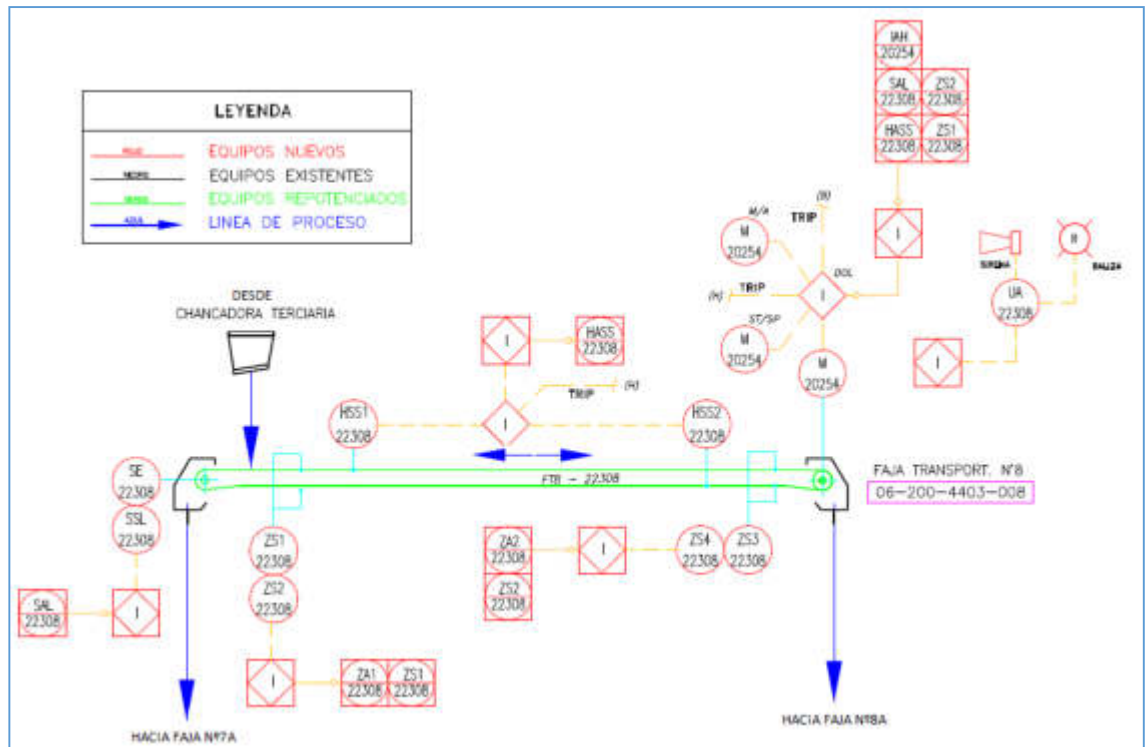 LEYENDA
ROJO EQUIPOS NUEVOS
NEGRO EQUIPOS EXISTENTES
VERDE EQUIPOS REPOTENCIADOS
AZUL LINEA DE PROCESO
IAH
20254
SAL
22308
ZS2
22308
HASS
22308
ZS1
22308
I
(B)
TRIP
M/A
M
20254
DOL
I
(H)
TRIP
ST/SP
M
20254
M
20254
SIRENA
BALIZA
UA
22308
I
DESDE
CHANCADORA TERCIARIA
I
HASS
22308
TRIP
(H)
HSS1
22308
I
HSS2
22308
SE
22308
SSL
22308
FT8 - 22308
FAJA TRANSPORT. N°8
06-200-4403-008
ZS1
22308
ZS2
22308
ZA2
22308
ZS2
22308
I
ZS4
22308
ZS3
22308
SAL
22308
I
I
ZA1
22308
ZS1
22308
HACIA FAJA N°7A
HACIA FAJA N°8A